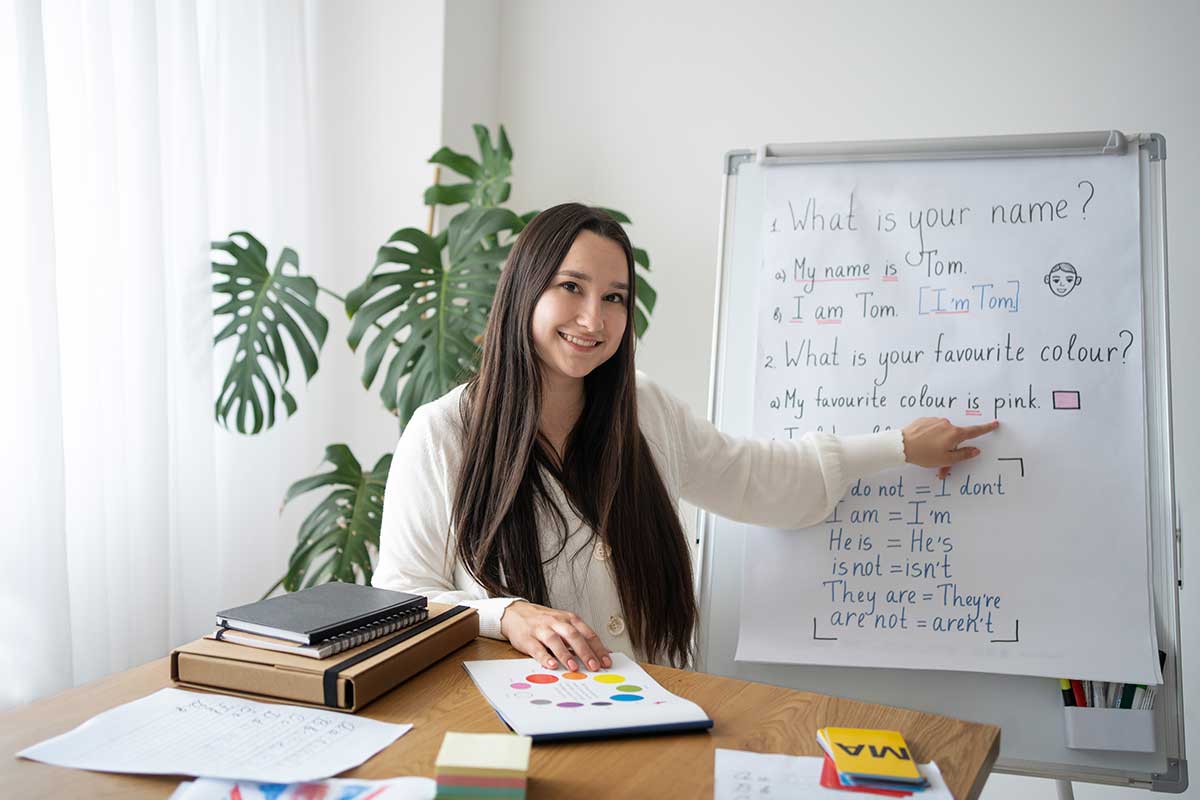 1. What is your name?
a) My name is Tom.
b) I am Tom. [I'm Tom]
2. What is your favourite colour?
a) My favourite colour is pink.
do not = I don't
I am = I'm
He is = He's
is not = isn't
They are = They're
are not = aren't
MA